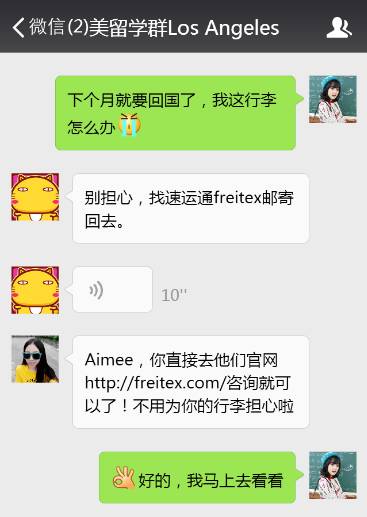 微信(2)美留学群Los Angeles
下个月就要回国了，我这行李
怎么办
别担心，找速运通freitex邮寄
回去。
10''
Aimee，你直接去他们官网
http://freitex.com/咨询就可
以了！不用为你的行李担心啦
好的，我马上去看看